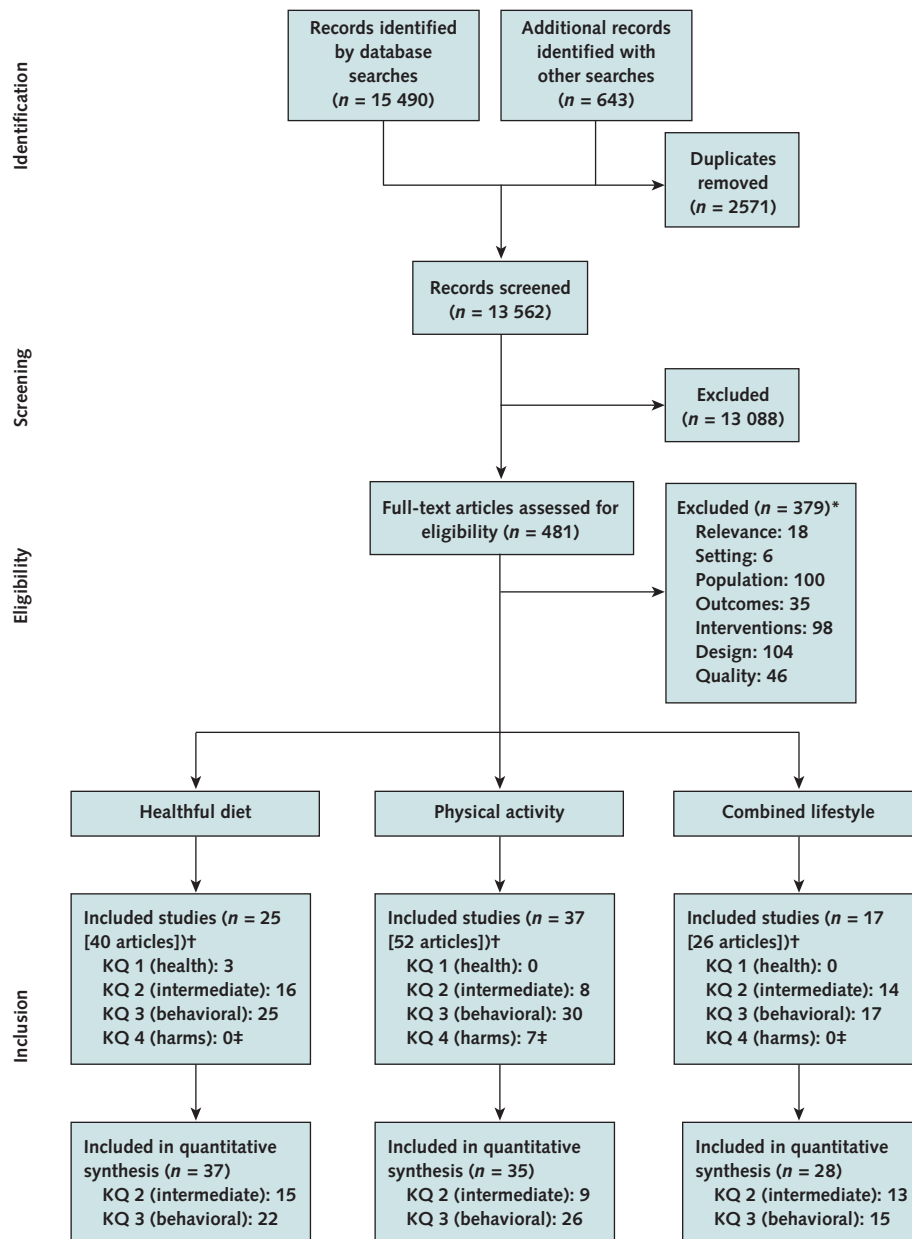 Identification
Records identified
by database
searches
(n = 15 490)
Additional records
identified with
other searches
(n = 643)
Duplicates
removed
(n = 2571)
Screening
Records screened
(n = 13 562)
Excluded
(n = 13 088)
Eligibility
Full-text articles assessed for
eligibility (n = 481)
Excluded (n = 379)*
Relevance: 18
Setting: 6
Population: 100
Outcomes: 35
Interventions: 98
Design: 104
Quality: 46
Inclusion
Healthful diet
Included studies (n = 25
[40 articles])†
KQ 1 (health): 3
KQ 2 (intermediate): 16
KQ 3 (behavioral): 25
KQ 4 (harms): 0‡
Included in quantitative
synthesis (n = 37)
KQ 2 (intermediate): 15
KQ 3 (behavioral): 22
Physical activity
Included studies (n = 37
[52 articles])†
KQ 1 (health): 0
KQ 2 (intermediate): 8
KQ 3 (behavioral): 30
KQ 4 (harms): 7‡
Included in quantitative
synthesis (n = 35)
KQ 2 (intermediate): 9
KQ 3 (behavioral): 26
Combined lifestyle
Included studies (n = 17
[26 articles])†
KQ 1 (health): 0
KQ 2 (intermediate): 14
KQ 3 (behavioral): 17
KQ 4 (harms): 0‡
Included in quantitative
synthesis (n = 28)
KQ 2 (intermediate): 13
KQ 3 (behavioral): 15